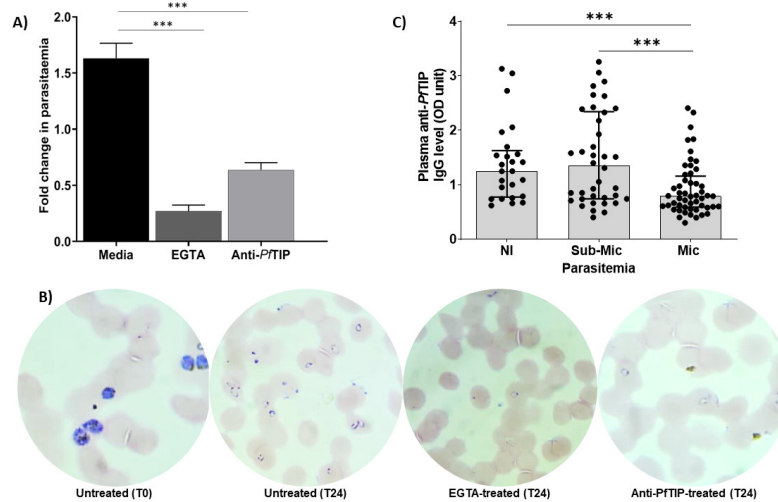 A)
***
***
Fold change in parasitaemia
2.0
1.5
1.0
0.5
0.0
Media
EGTA
Anti-PfTIP
C)
***
***
Plasma anti-PfTIP
IgG level (OD unit)
4
3
2
1
0
NI
Sub-Mic
Mic
Parasitemia
B)
Untreated (T0)
Untreated (T24)
EGTA-treated (T24)
Anti-PfTIP-treated (T24)